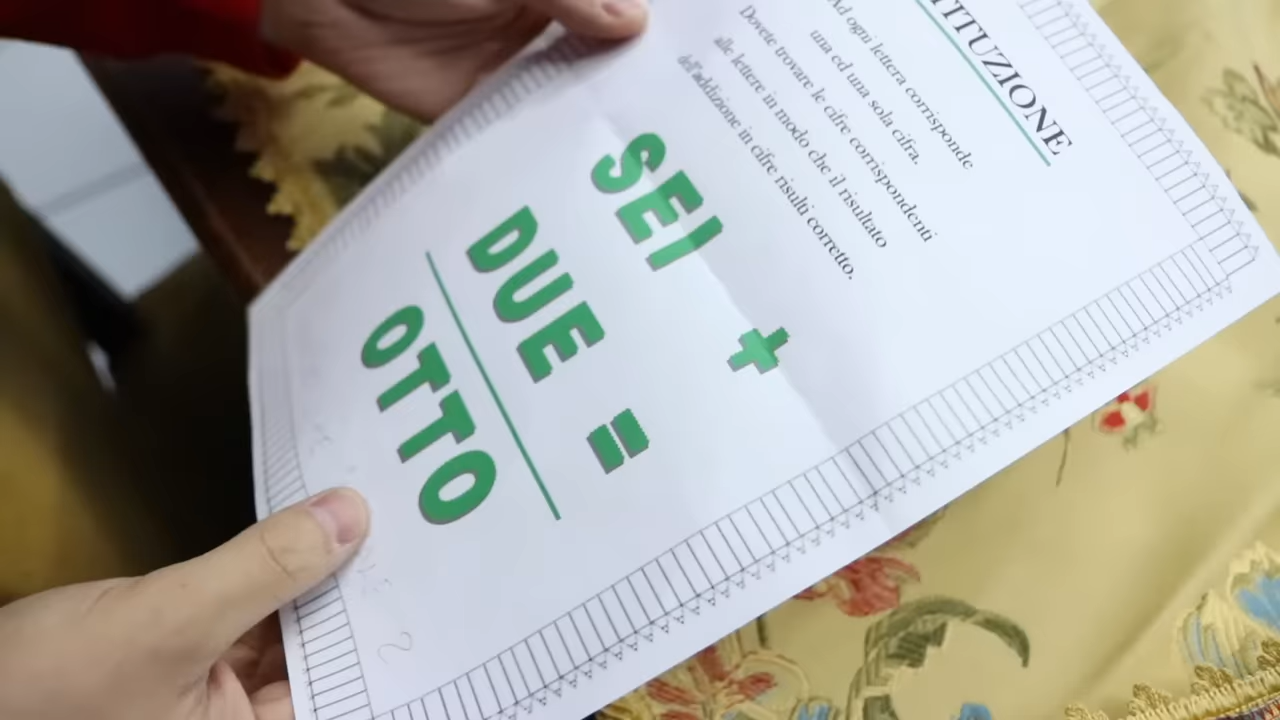 TITUZIONE
Ad ogni lettera corrisponde
una ed una sola cifra.
Dovete trovare le cifre corrispondenti
alle lettere in modo che il risultato
dell'addizione in cifre risulti corretto.
SEI +
DUE =
OTTO